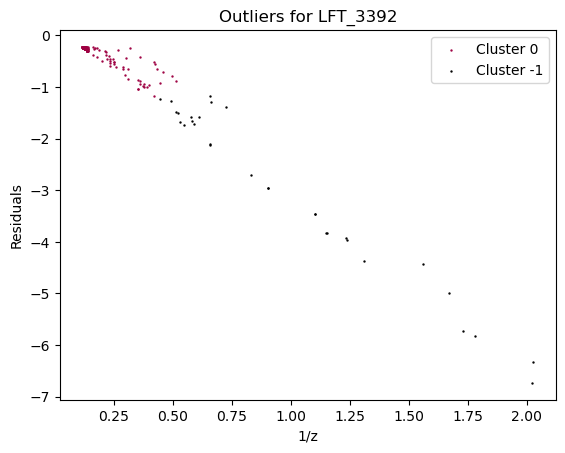 Outliers for LFT_3392
Cluster 0
Cluster -1
Residuals
0
−1
−2
−3
−4
−5
−6
−7
0.25 0.50 0.75 1.00 1.25 1.50 1.75 2.00
1/z